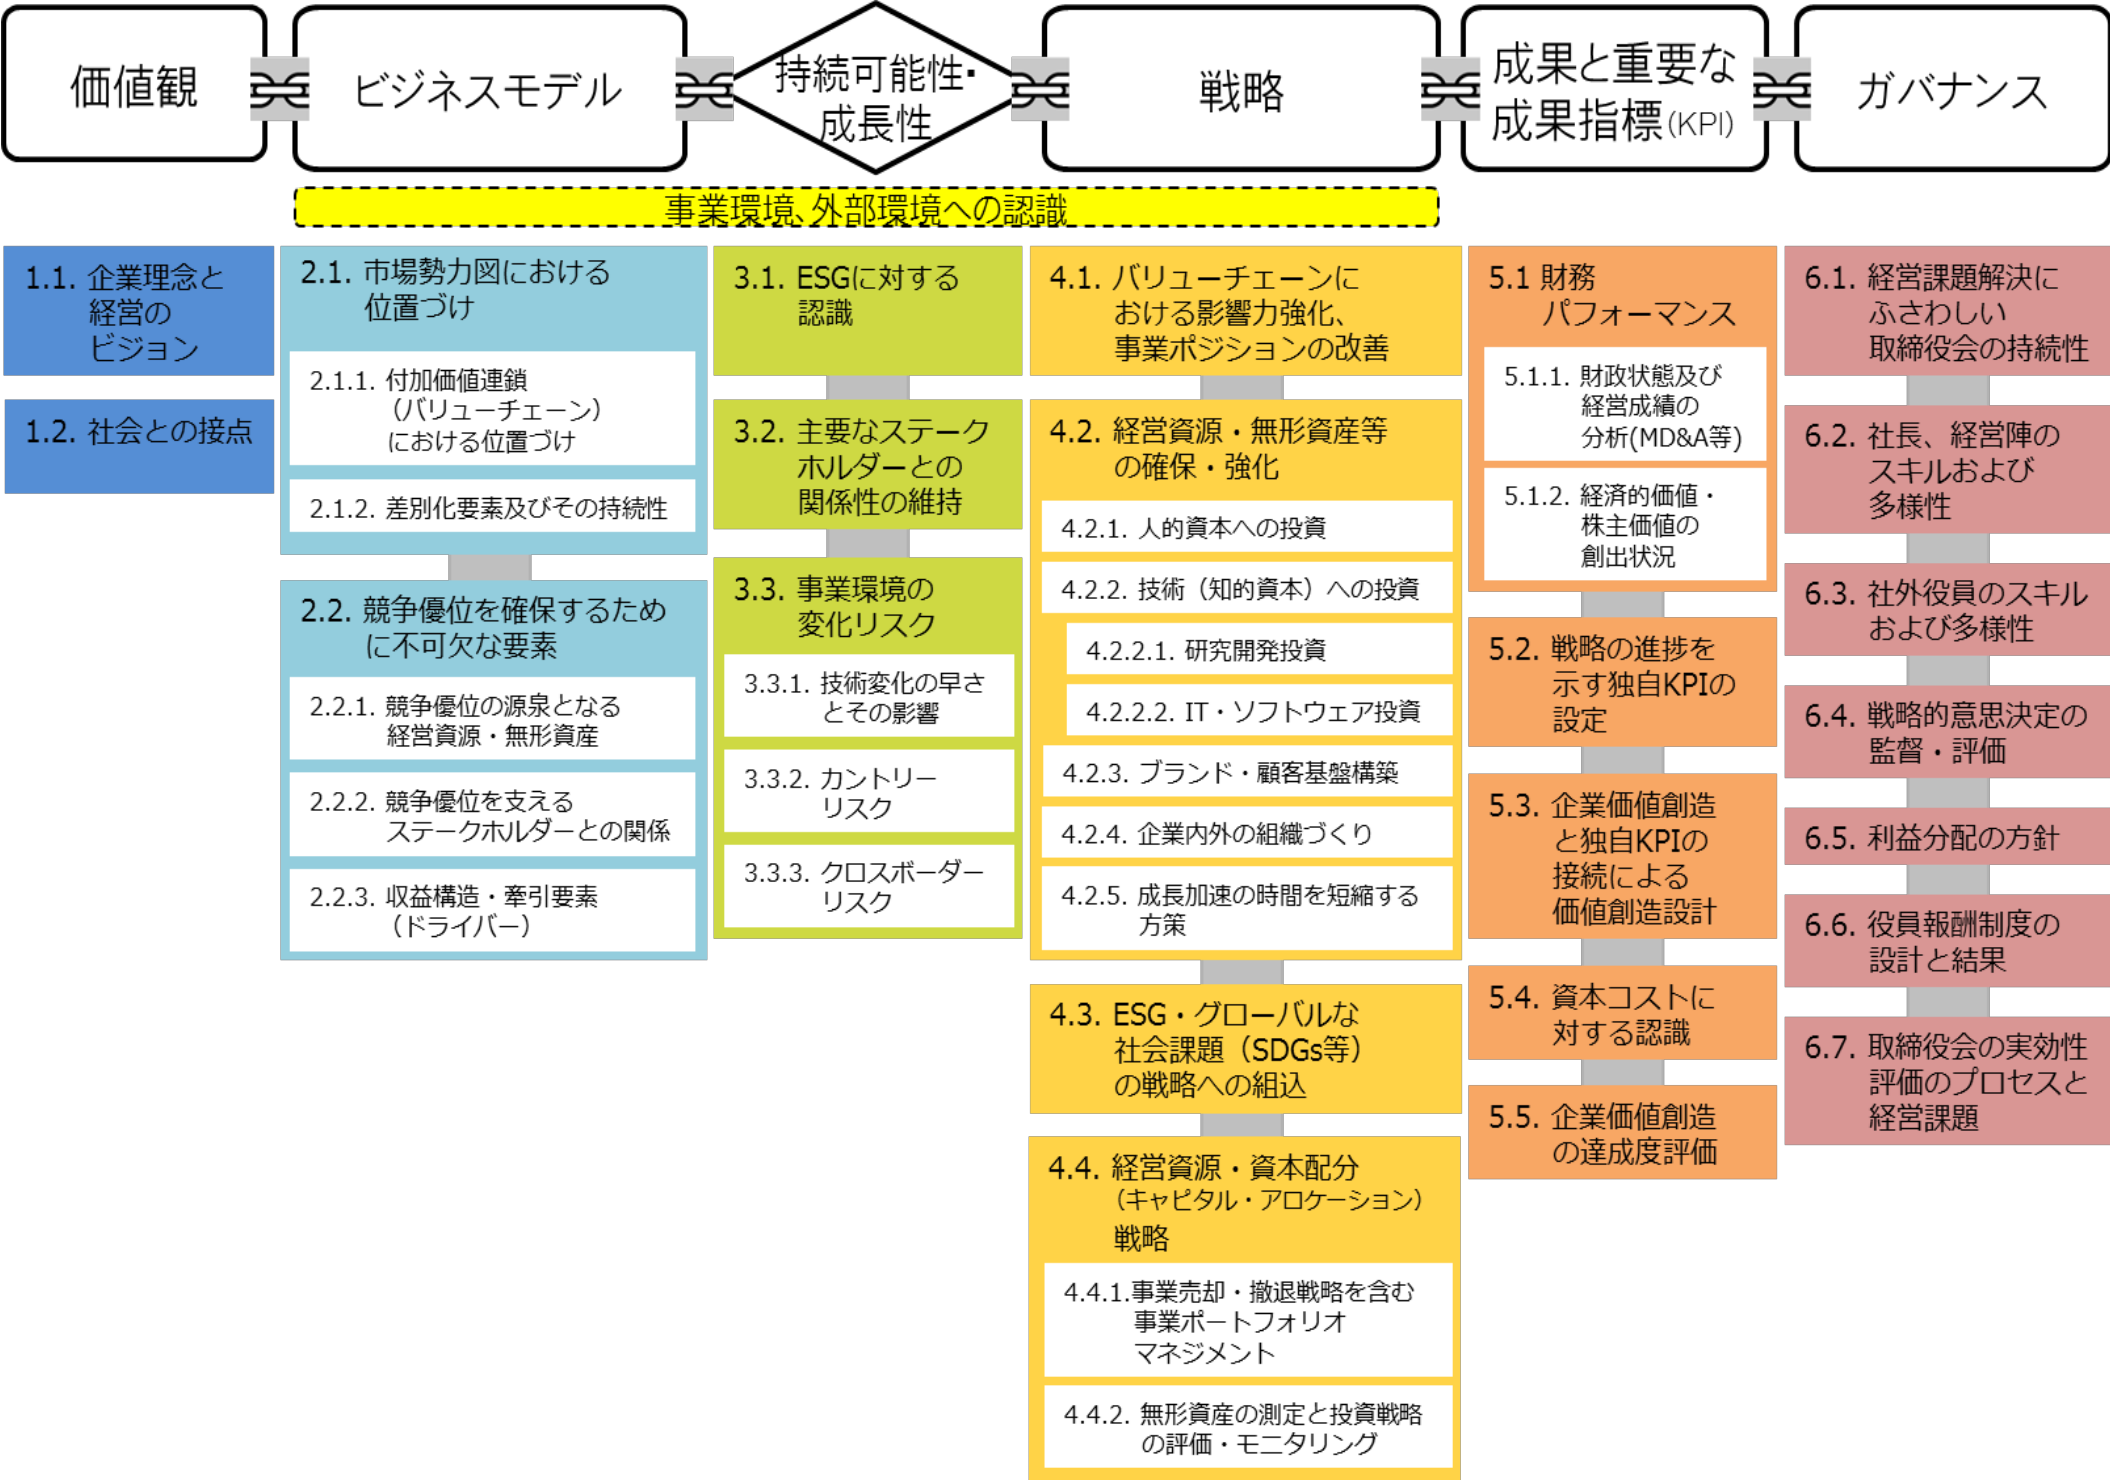 価値観
ビジネスモデル
持続可能性・
成長性
戦略
成果と重要な
成果指標(KPI)
ガバナンス
事業環境、外部環境への認識
1.1. 企業理念と
経営の
ビジョン
1.2. 社会との接点
2.1. 市場勢力図における
位置づけ
2.1.1. 付加価値連鎖
（バリューチェーン）
における位置づけ
2.1.2. 差別化要素及びその持続性
2.2. 競争優位を確保するため
に不可欠な要素
2.2.1. 競争優位の源泉となる
経営資源・無形資産
2.2.2. 競争優位を支える
ステークホルダーとの関係
2.2.3. 収益構造・牽引要素
（ドライバー）
3.1. ESGに対する
認識
3.2. 主要なステーク
ホルダーとの
関係性の維持
3.3. 事業環境の
変化リスク
3.3.1. 技術変化の早さ
とその影響
3.3.2. カントリー
リスク
3.3.3. クロスボーダー
リスク
4.1. バリューチェーンに
おける影響力強化、
事業ポジションの改善
4.2. 経営資源・無形資産等
の確保・強化
4.2.1. 人的資本への投資
4.2.2. 技術（知的資本）への投資
4.2.2.1. 研究開発投資
4.2.2.2. IT・ソフトウェア投資
4.2.3. ブランド・顧客基盤構築
4.2.4. 企業内外の組織づくり
4.2.5. 成長加速の時間を短縮する
方策
4.3. ESG・グローバルな
社会課題（SDGs等）
の戦略への組込
4.4. 経営資源・資本配分
（キャピタル・アロケーション）
戦略
4.4.1.事業売却・撤退戦略を含む
事業ポートフォリオ
マネジメント
4.4.2. 無形資産の測定と投資戦略
の評価・モニタリング
5.1 財務
パフォーマンス
5.1.1. 財政状態及び
経営成績の
分析(MD&A等)
5.1.2. 経済的価値・
株主価値の
創出状況
5.2. 戦略の進捗を
示す独自KPIの
設定
5.3. 企業価値創造
と独自KPIの
接続による
価値創造設計
5.4. 資本コストに
対する認識
5.5. 企業価値創造
の達成度評価
6.1. 経営課題解決に
ふさわしい
取締役会の持続性
6.2. 社長、経営陣の
スキルおよび
多様性
6.3. 社外役員のスキル
および多様性
6.4. 戦略的意思決定の
監督・評価
6.5. 利益分配の方針
6.6. 役員報酬制度の
設計と結果
6.7. 取締役会の実効性
評価のプロセスと
経営課題